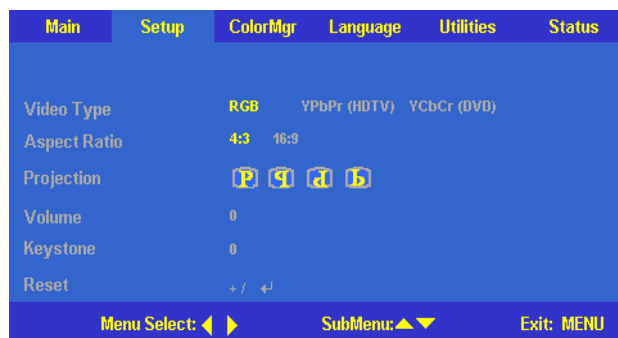 Main Setup ColorMgr Language Utilities Status
Video Type RGB YPbPr (HDTV) YCbCr (DVD)
Aspect Ratio 4:3 16:9
Projection P P P P
Volume 0
Keystone 0
Reset + / ↵
Menu Select: ◀ ▶ SubMenu: ▲ ▼ Exit: MENU